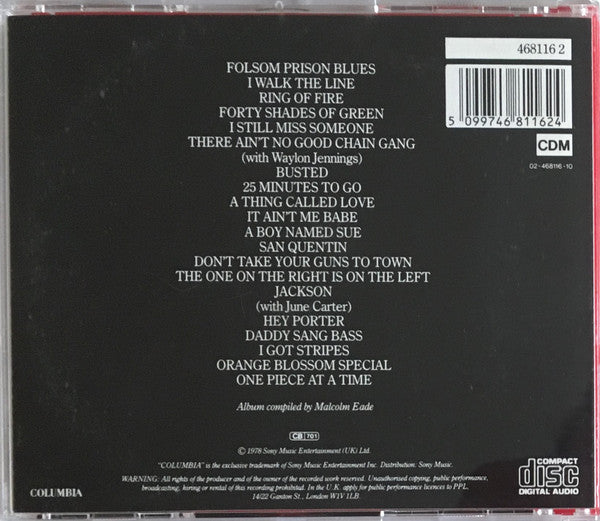 468116 2
5 099746 811624
CDM
02-468116-10
FOLSOM PRISON BLUES
I WALK THE LINE
RING OF FIRE
FORTY SHADES OF GREEN
I STILL MISS SOMEONE
THERE AIN'T NO GOOD CHAIN GANG
(with Waylon Jennings)
BUSTED
25 MINUTES TO GO
A THING CALLED LOVE
IT AIN'T ME BABE
A BOY NAMED SUE
SAN QUENTIN
DON'T TAKE YOUR GUNS TO TOWN
THE ONE ON THE RIGHT IS ON THE LEFT
JACKSON
(with June Carter)
HEY PORTER
DADDY SANG BASS
I GOT STRIPES
ORANGE BLOSSOM SPECIAL
ONE PIECE AT A TIME
Album compiled by Malcolm Eade
CB 701
© 1978 Sony Music Entertainment (UK) Ltd.
"COLUMBIA" is the exclusive trademark of Sony Music Entertainment Inc. Distribution: Sony Music.
WARNING: All rights of the producer and of the owner of the recorded work reserved. Unauthorised copying, public performance,
broadcasting, hiring or rental of this recording prohibited. In the U.K. apply for public performance licences to PPL,
14/22 Ganton St., London W1V 1LB.
COLUMBIA
COMPACT
disc
DIGITAL AUDIO